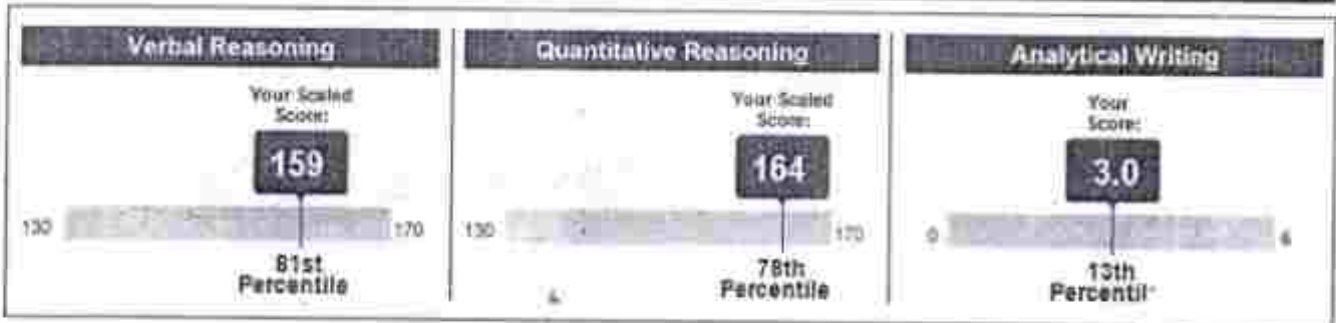 Verbal Reasoning
Your Scaled
Score:
159
130
170
81st
Percentile
Quantitative Reasoning
Your Scaled
Score:
164
130
170
78th
Percentile
Analytical Writing
Your
Score:
3.0
0
6
13th
Percentil